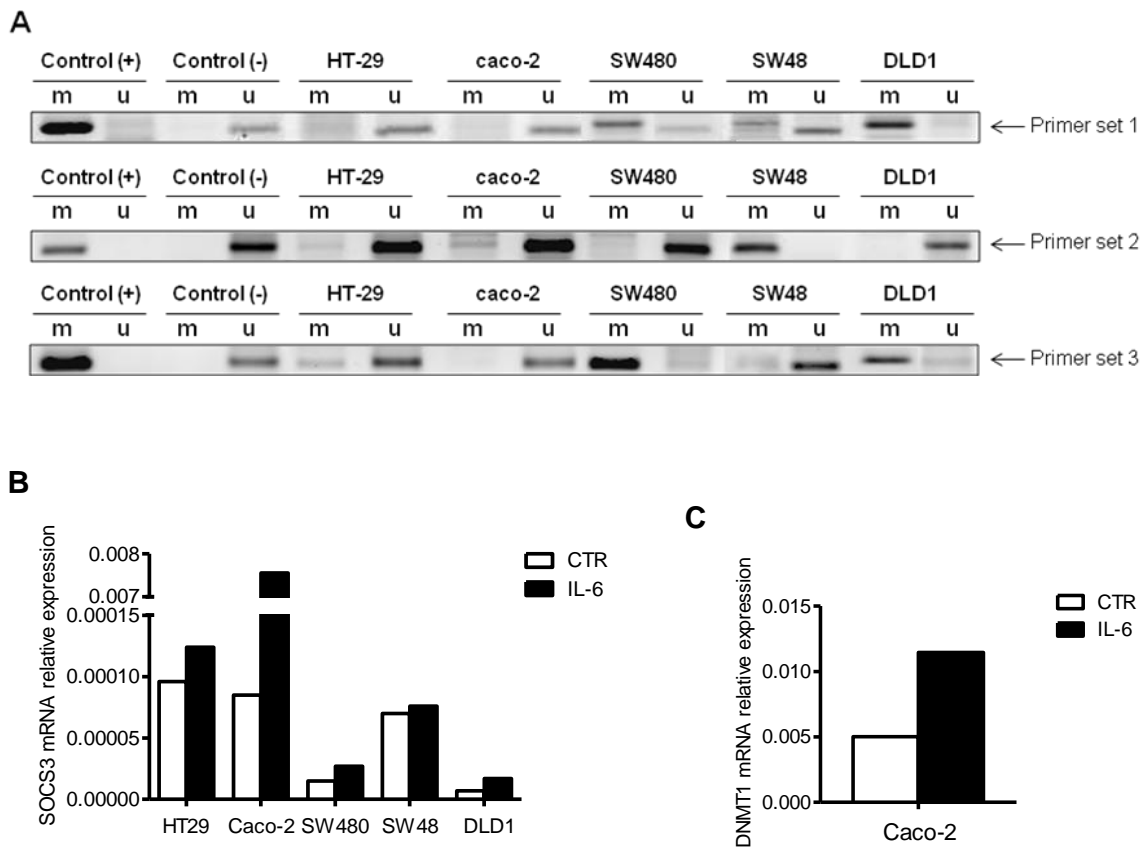 A
Control (+) Control (-) HT-29 caco-2 SW480 SW48 DLD1
m u m u m u m u m u m u m u
Primer set 1
Control (+) Control (-) HT-29 caco-2 SW480 SW48 DLD1
m u m u m u m u m u m u m u
Primer set 2
Control (+) Control (-) HT-29 caco-2 SW480 SW48 DLD1
m u m u m u m u m u m u m u
Primer set 3
B
SOCS3 mRNA relative expression
0.008
0.007
0.00015
0.00010
0.00005
0.00000
HT29 Caco-2 SW480 SW48 DLD1
CTR
IL-6
C
DNMT1 mRNA relative expression
0.015
0.010
0.005
0.000
Caco-2
CTR
IL-6